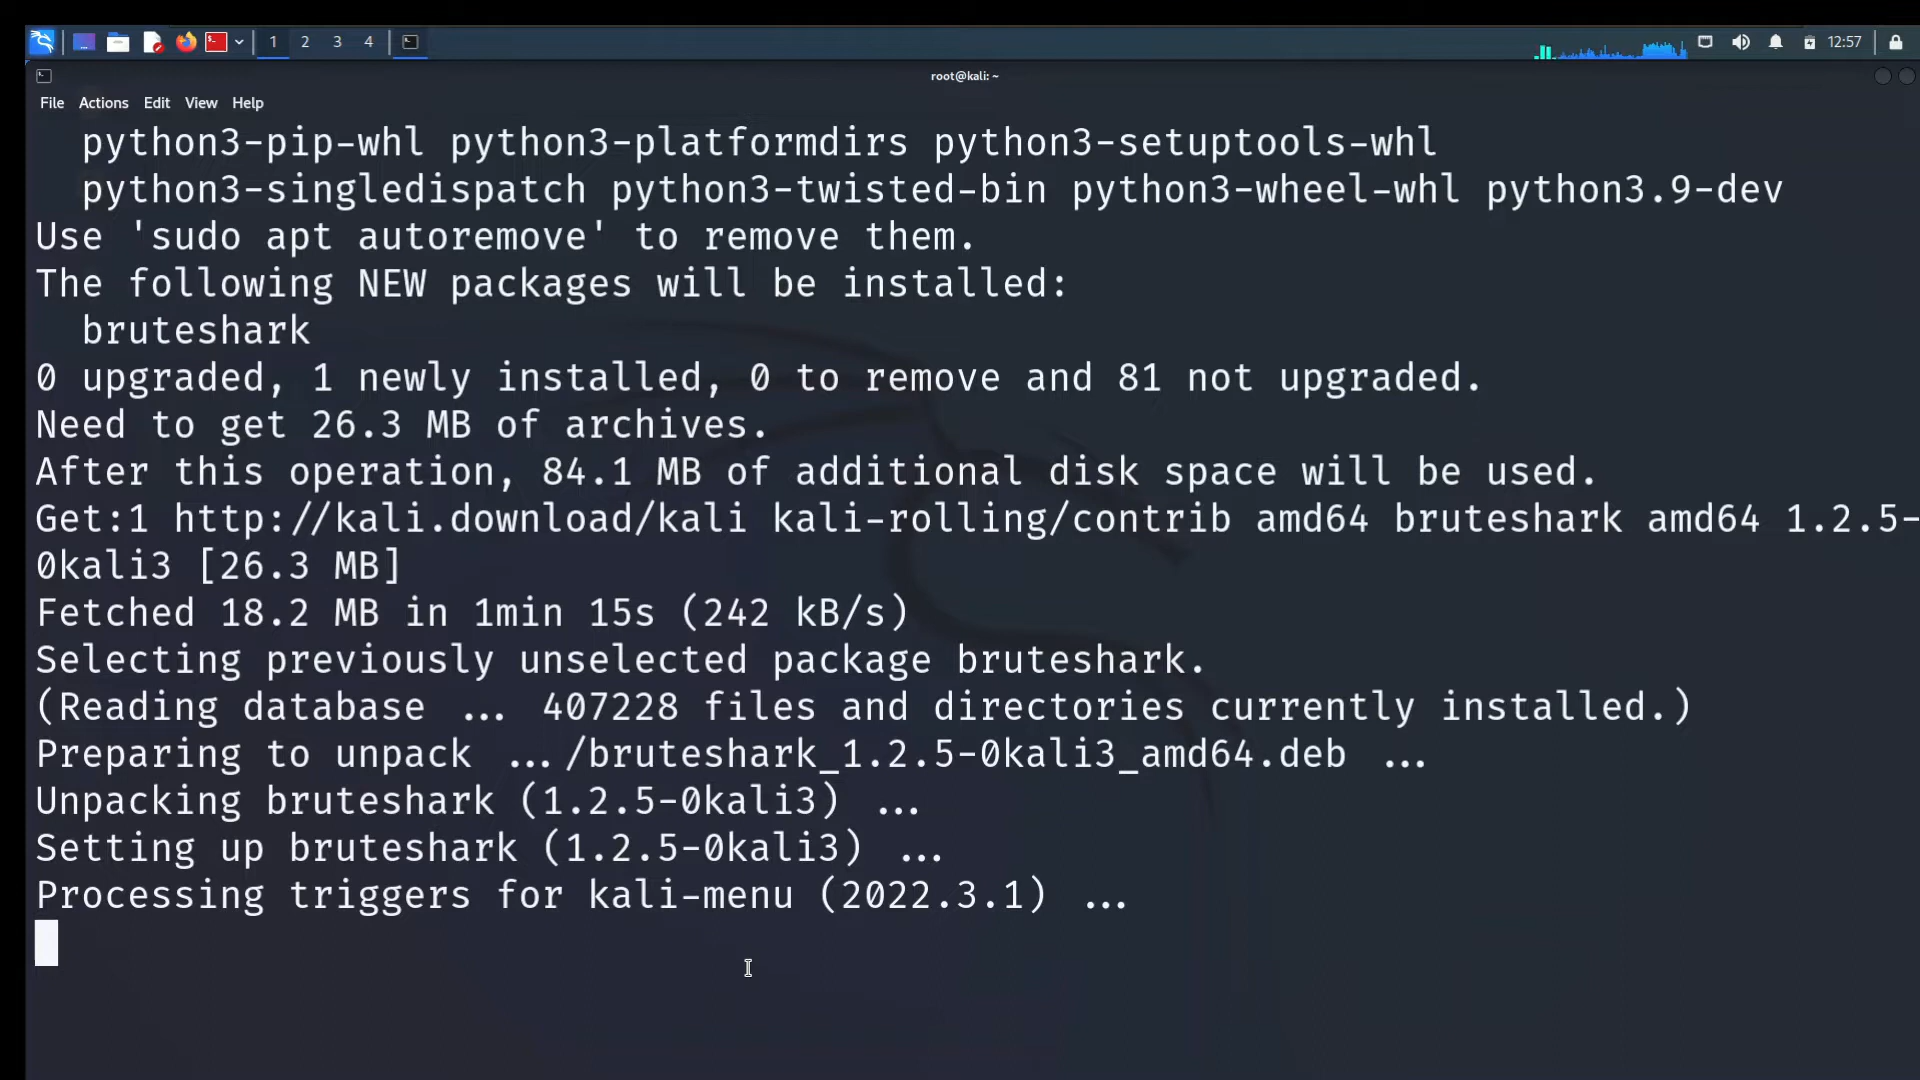 1 2 3 4 12:57
root@kali: ~
File Actions Edit View Help
python3-pip-whl python3-platformdirs python3-setuptools-whl
python3-singledispatch python3-twisted-bin python3-wheel-whl python3.9-dev
Use 'sudo apt autoremove' to remove them.
The following NEW packages will be installed:
bruteshark
0 upgraded, 1 newly installed, 0 to remove and 81 not upgraded.
Need to get 26.3 MB of archives.
After this operation, 84.1 MB of additional disk space will be used.
Get:1 http://kali.download/kali kali-rolling/contrib amd64 bruteshark amd64 1.2.5-
0kali3 [26.3 MB]
Fetched 18.2 MB in 1min 15s (242 kB/s)
Selecting previously unselected package bruteshark.
(Reading database ... 407228 files and directories currently installed.)
Preparing to unpack .../bruteshark_1.2.5-0kali3_amd64.deb ...
Unpacking bruteshark (1.2.5-0kali3) ...
Setting up bruteshark (1.2.5-0kali3) ...
Processing triggers for kali-menu (2022.3.1) ...